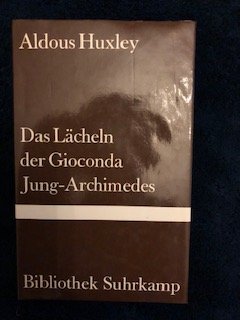 Aldous Huxley
Das Lächeln
der Gioconda
Jung-Archimedes
Bibliothek Suhrkamp